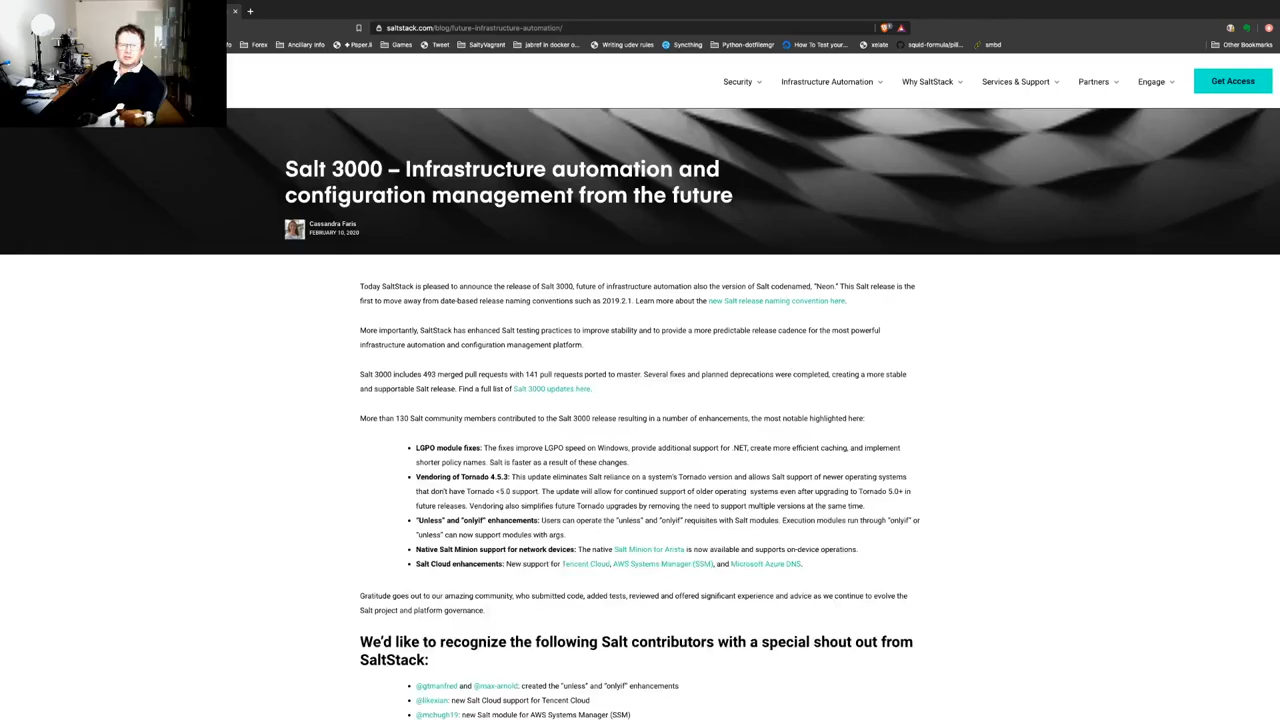 saltstack.com/blog/future-infrastructure-automation/
Forex
Ancillary Info
Paper.li
Games
Tweet
SaltyVagrant
jabref in docker o...
Writing udev rules
Syncthing
Python-dotfilemgr
How To Test your...
xelate
squid-formula/pill...
smbd
Other Bookmarks
Security
Infrastructure Automation
Why SaltStack
Services & Support
Partners
Engage
Get Access
Salt 3000 – Infrastructure automation and
configuration management from the future
Cassandra Faris
FEBRUARY 10, 2020
Today SaltStack is pleased to announce the release of Salt 3000, future of infrastructure automation also the version of Salt codenamed, “Neon.” This Salt release is the
first to move away from date-based release naming conventions such as 2019.2.1. Learn more about the new Salt release naming convention here.
More importantly, SaltStack has enhanced Salt testing practices to improve stability and to provide a more predictable release cadence for the most powerful
infrastructure automation and configuration management platform.
Salt 3000 includes 493 merged pull requests with 141 pull requests ported to master. Several fixes and planned deprecations were completed, creating a more stable
and supportable Salt release. Find a full list of Salt 3000 updates here.
More than 130 Salt community members contributed to the Salt 3000 release resulting in a number of enhancements, the most notable highlighted here:
• LGPO module fixes: The fixes improve LGPO speed on Windows, provide additional support for .NET, create more efficient caching, and implement
shorter policy names. Salt is faster as a result of these changes.
• Vendoring of Tornado 4.5.3: This update eliminates Salt reliance on a system's Tornado version and allows Salt support of newer operating systems
that don't have Tornado <5.0 support. The update will allow for continued support of older operating systems even after upgrading to Tornado 5.0+ in
future releases. Vendoring also simplifies future Tornado upgrades by removing the need to support multiple versions at the same time.
• “Unless” and “onlyif” enhancements: Users can operate the “unless” and “onlyif” requisites with Salt modules. Execution modules run through “onlyif” or
“unless” can now support modules with args.
• Native Salt Minion support for network devices: The native Salt Minion for Arista is now available and supports on-device operations.
• Salt Cloud enhancements: New support for Tencent Cloud, AWS Systems Manager (SSM), and Microsoft Azure DNS.
Gratitude goes out to our amazing community, who submitted code, added tests, reviewed and offered significant experience and advice as we continue to evolve the
Salt project and platform governance.
We'd like to recognize the following Salt contributors with a special shout out from
SaltStack:
• @gtmanfred and @max-arnold: created the “unless” and “onlyif” enhancements
• @likexian: new Salt Cloud support for Tencent Cloud
• @mchugh19: new Salt module for AWS Systems Manager (SSM)